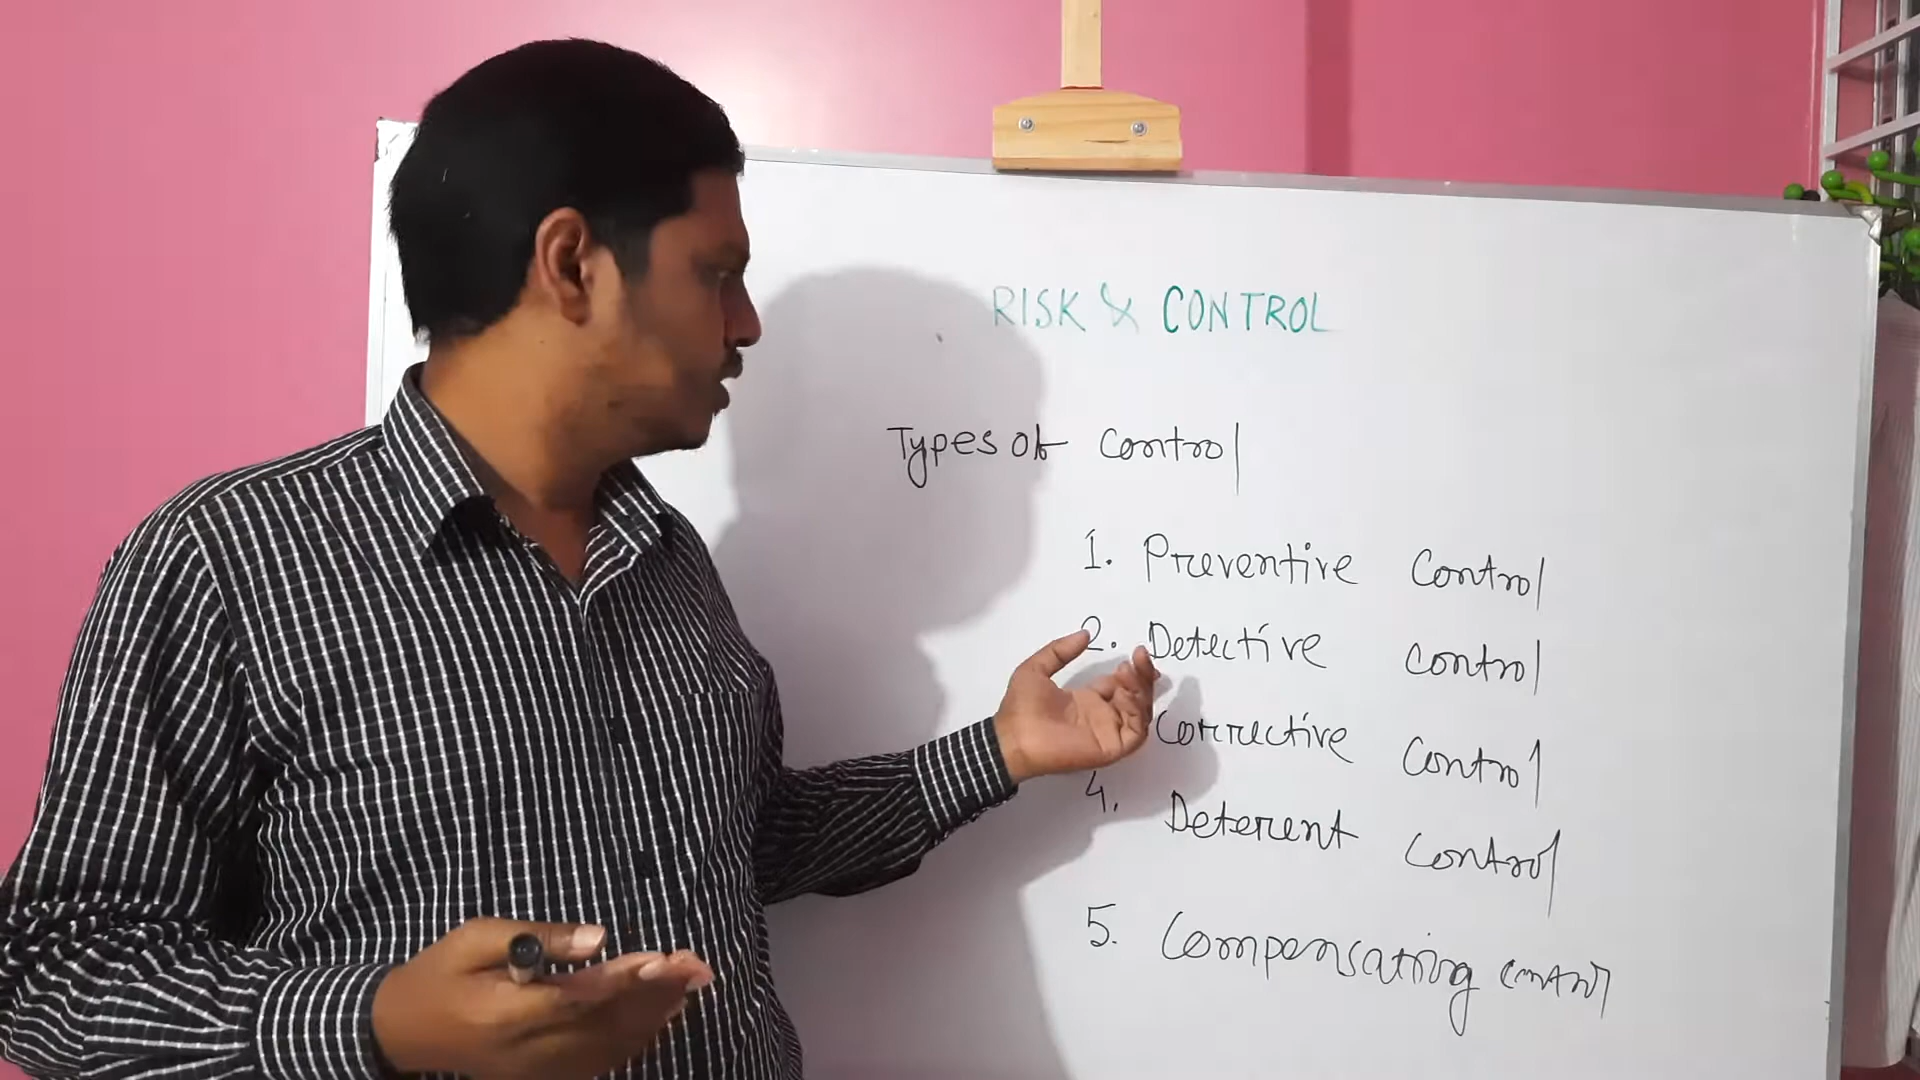 RISK & CONTROL
Types of Control
1. Preventive Control
2. Detective Control
Corrective Control
4. Deterrent Control
5. Compensating Control